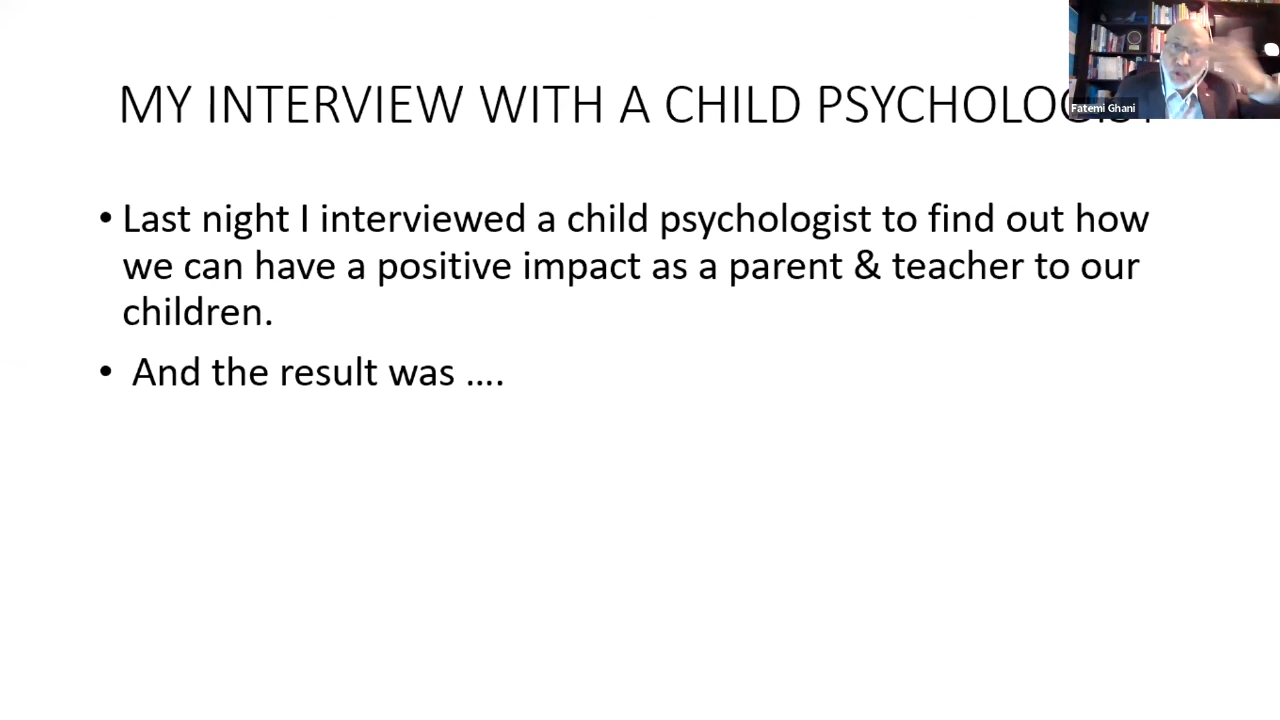 MY INTERVIEW WITH A CHILD PSYCHOLOGIST
Fatemi Ghani
• Last night I interviewed a child psychologist to find out how
we can have a positive impact as a parent & teacher to our
children.
• And the result was ....